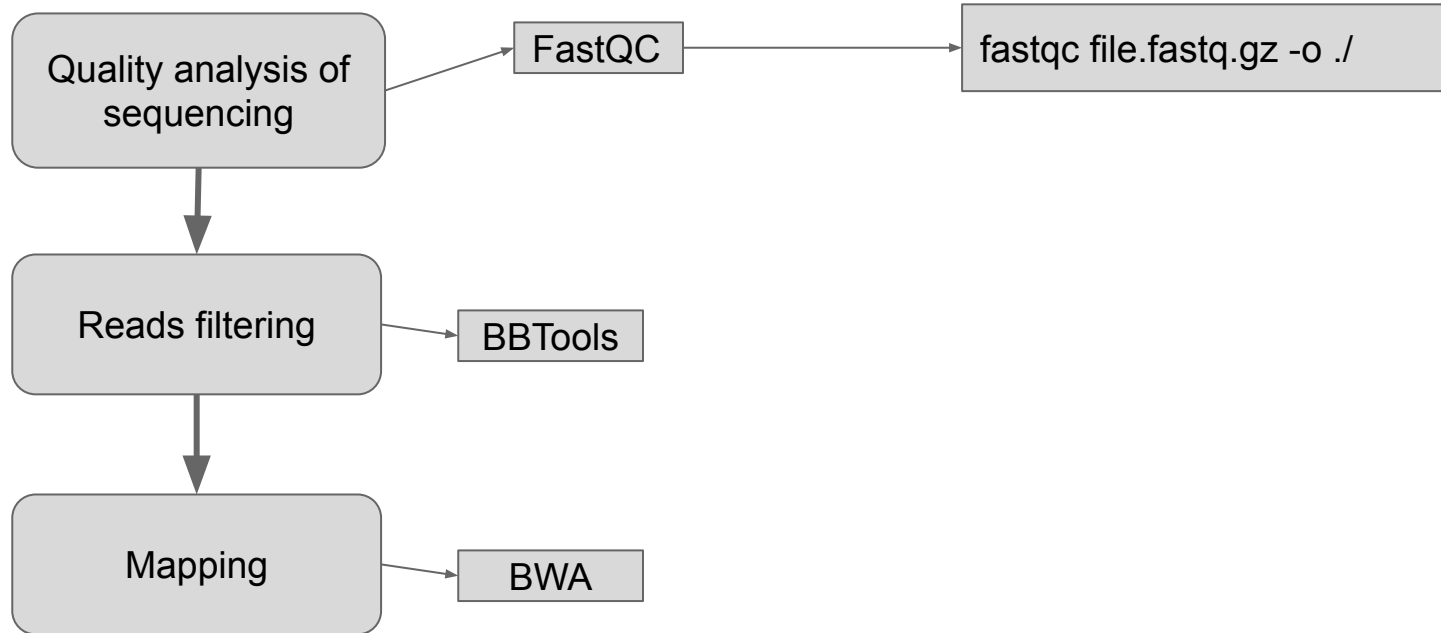 Quality analysis of
sequencing
FastQC
fastqc file.fastq.gz -o ./
Reads filtering
BBTools
Mapping
BWA